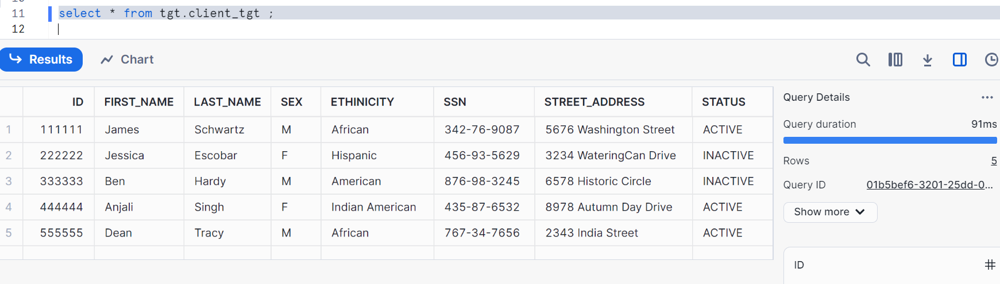 11 select * from tgt.client_tgt ;
12
Results Chart
ID FIRST_NAME LAST_NAME SEX ETHINICITY SSN STREET_ADDRESS STATUS
1 111111 James Schwartz M African 342-76-9087 5676 Washington Street ACTIVE
2 222222 Jessica Escobar F Hispanic 456-93-5629 3234 WateringCan Drive INACTIVE
3 333333 Ben Hardy M American 876-98-3245 6578 Historic Circle INACTIVE
4 444444 Anjali Singh F Indian American 435-87-6532 8978 Autumn Day Drive ACTIVE
5 555555 Dean Tracy M African 767-34-7656 2343 India Street ACTIVE
Query Details ...
Query duration 91ms
Rows 5
Query ID 01b5bef6-3201-25dd-0...
Show more
ID #